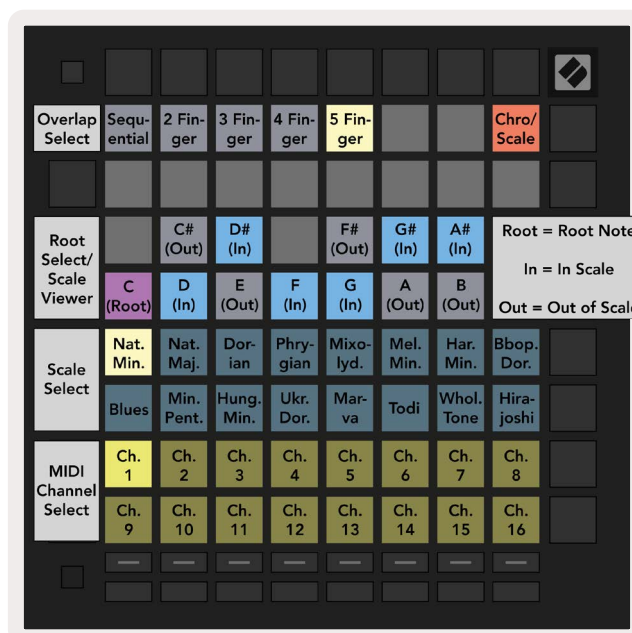 Overlap
Select
Sequ-
ential
2 Fin-
ger
3 Fin-
ger
4 Fin-
ger
5 Fin-
ger
Chro/
Scale
Root
Select/
Scale
Viewer
C#
(Out)
D#
(In)
F#
(Out)
G#
(In)
A#
(In)
C
(Root)
D
(In)
E
(Out)
F
(In)
G
(In)
A
(Out)
B
(Out)
Root = Root Note
In = In Scale
Out = Out of Scale
Scale
Select
Nat.
Min.
Nat.
Maj.
Dor-
ian
Phry-
gian
Mixo-
lyd.
Mel.
Min.
Har.
Min.
Bbop.
Dor.
Blues
Min.
Pent.
Hung.
Min.
Ukr.
Dor.
Mar-
va
Todi
Whol.
Tone
Hira-
joshi
MIDI
Channel
Select
Ch.
1
Ch.
2
Ch.
3
Ch.
4
Ch.
5
Ch.
6
Ch.
7
Ch.
8
Ch.
9
Ch.
10
Ch.
11
Ch.
12
Ch.
13
Ch.
14
Ch.
15
Ch.
16